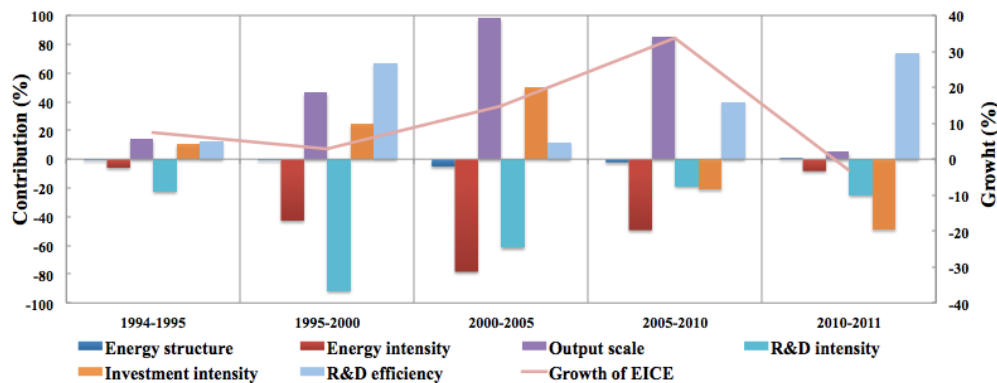 100 40
80 30
60 20
40 10
20 0
0 -10
-20 -20
-40 -30
-60 -40
-80
-100
Contribution (%)
Growht (%)
1994-1995 1995-2000 2000-2005 2005-2010 2010-2011
Energy structure Energy intensity Output scale R&D intensity
Investment intensity R&D efficiency Growth of EICE